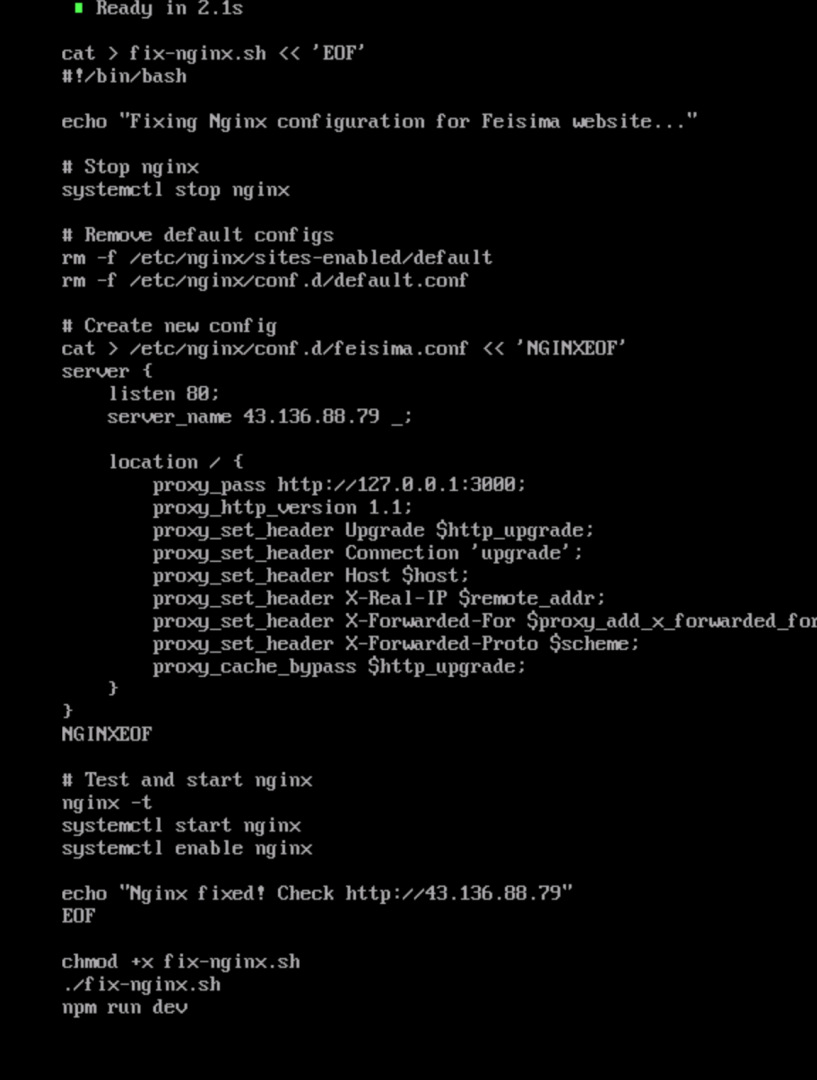 Ready in 2.1s
cat > fix-nginx.sh << 'EOF'
#!/bin/bash
echo "Fixing Nginx configuration for Feisima website..."
# Stop nginx
systemctl stop nginx
# Remove default configs
rm -f /etc/nginx/sites-enabled/default
rm -f /etc/nginx/conf.d/default.conf
# Create new config
cat > /etc/nginx/conf.d/feisima.conf << 'NGINXEOF'
server {
    listen 80;
    server_name 43.136.88.79 _;
    location / {
        proxy_pass http://127.0.0.1:3000;
        proxy_http_version 1.1;
        proxy_set_header Upgrade $http_upgrade;
        proxy_set_header Connection 'upgrade';
        proxy_set_header Host $host;
        proxy_set_header X-Real-IP $remote_addr;
        proxy_set_header X-Forwarded-For $proxy_add_x_forwarded_for
        proxy_set_header X-Forwarded-Proto $scheme;
        proxy_cache_bypass $http_upgrade;
    }
}
NGINXEOF
# Test and start nginx
nginx -t
systemctl start nginx
systemctl enable nginx
echo "Nginx fixed! Check http://43.136.88.79"
EOF
chmod +x fix-nginx.sh
./fix-nginx.sh
npm run dev